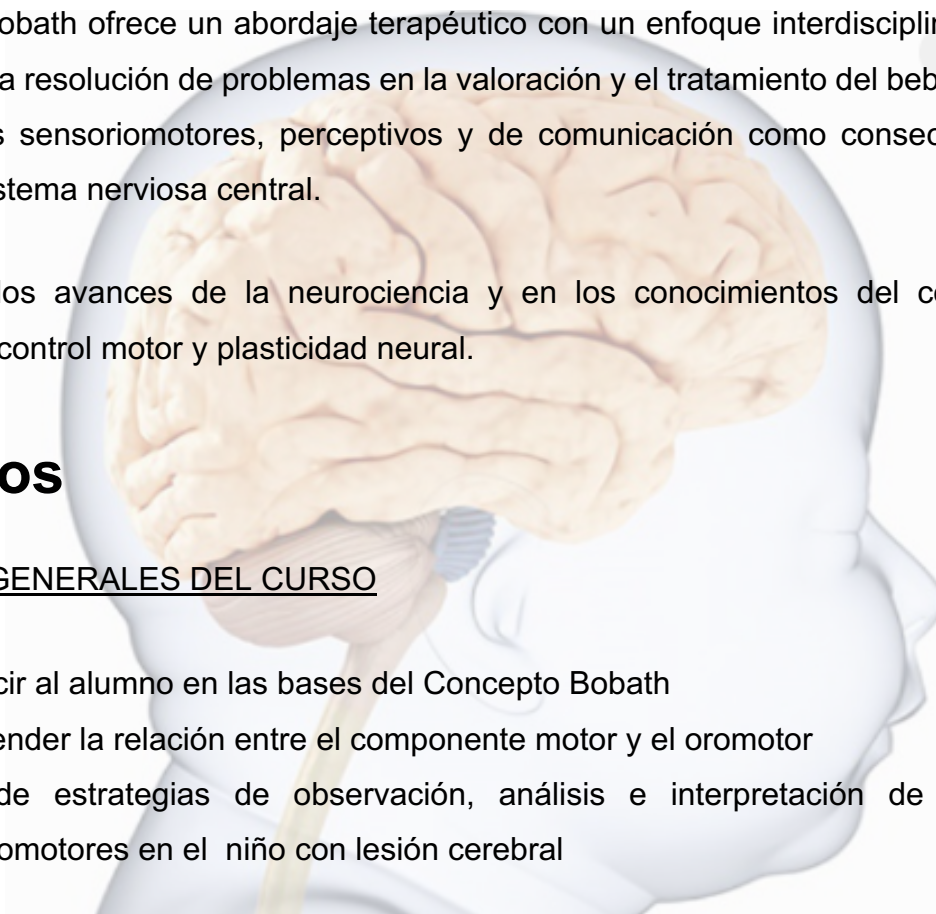 obath ofrece un abordaje terapéutico con un enfoque interdisciplin
a resolución de problemas en la valoración y el tratamiento del beb
s sensoriomotores, perceptivos y de comunicación como consec
stema nerviosa central.
los avances de la neurociencia y en los conocimientos del c
control motor y plasticidad neural.
os
GENERALES DEL CURSO
cir al alumno en las bases del Concepto Bobath
ender la relación entre el componente motor y el oromotor
de estrategias de observación, análisis e interpretación de
omotores en el niño con lesión cerebral